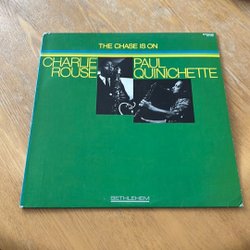 THE CHASE IS ON
CHARLIE ROUSE
PAUL QUINICHETTE
BETHLEHEM